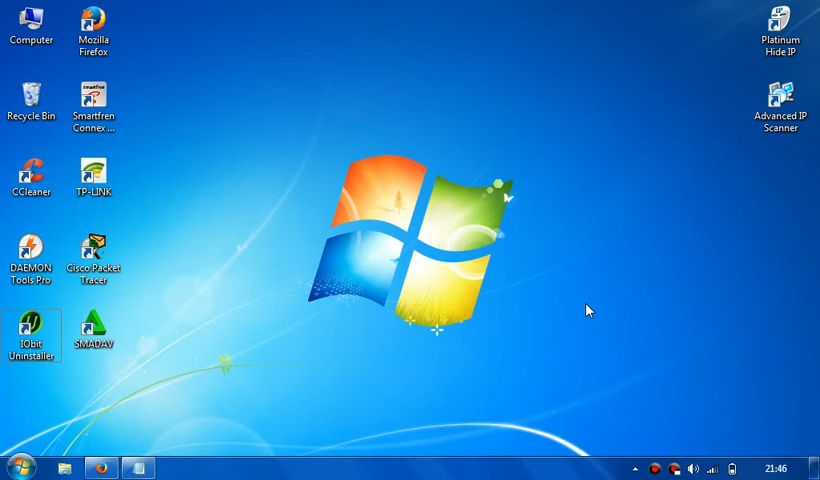 Computer
Mozilla
Firefox
Platinum
Hide IP
Recycle Bin
Smartfren
Connex ...
Advanced IP
Scanner
CCleaner
TP-LINK
DAEMON
Tools Pro
Cisco Packet
Tracer
IObit
Uninstaller
SMADAV
21:46